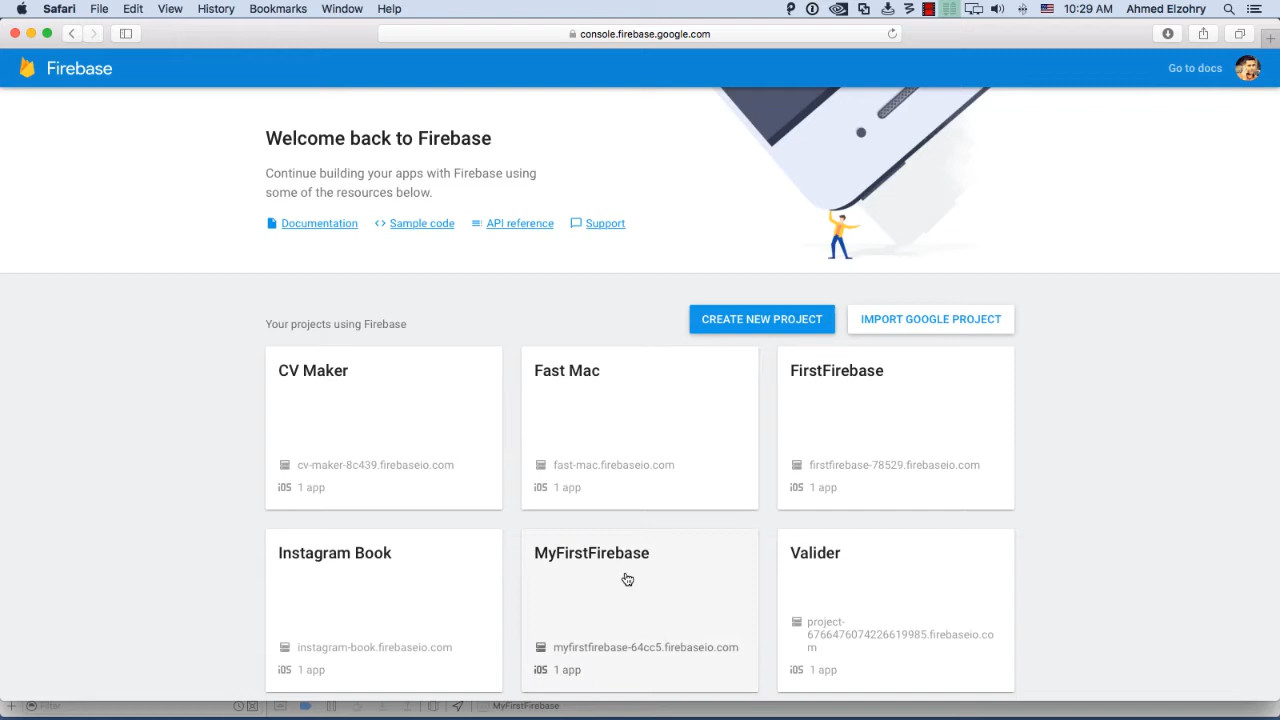 Safari File Edit View History Bookmarks Window Help 10:29 AM Ahmed Elzohry
console.firebase.google.com
Firebase Go to docs
Welcome back to Firebase
Continue building your apps with Firebase using
some of the resources below.
Documentation <> Sample code API reference Support
Your projects using Firebase CREATE NEW PROJECT IMPORT GOOGLE PROJECT
CV Maker Fast Mac FirstFirebase
cv-maker-8c439.firebaseio.com fast-mac.firebaseio.com firstfirebase-78529.firebaseio.com
iOS 1 app iOS 1 app iOS 1 app
Instagram Book MyFirstFirebase Valider
project-
6766476074226619985.firebaseio.co
m
instagram-book.firebaseio.com myfirstfirebase-64cc5.firebaseio.com
iOS 1 app iOS 1 app iOS 1 app
Filter MyFirstFirebase